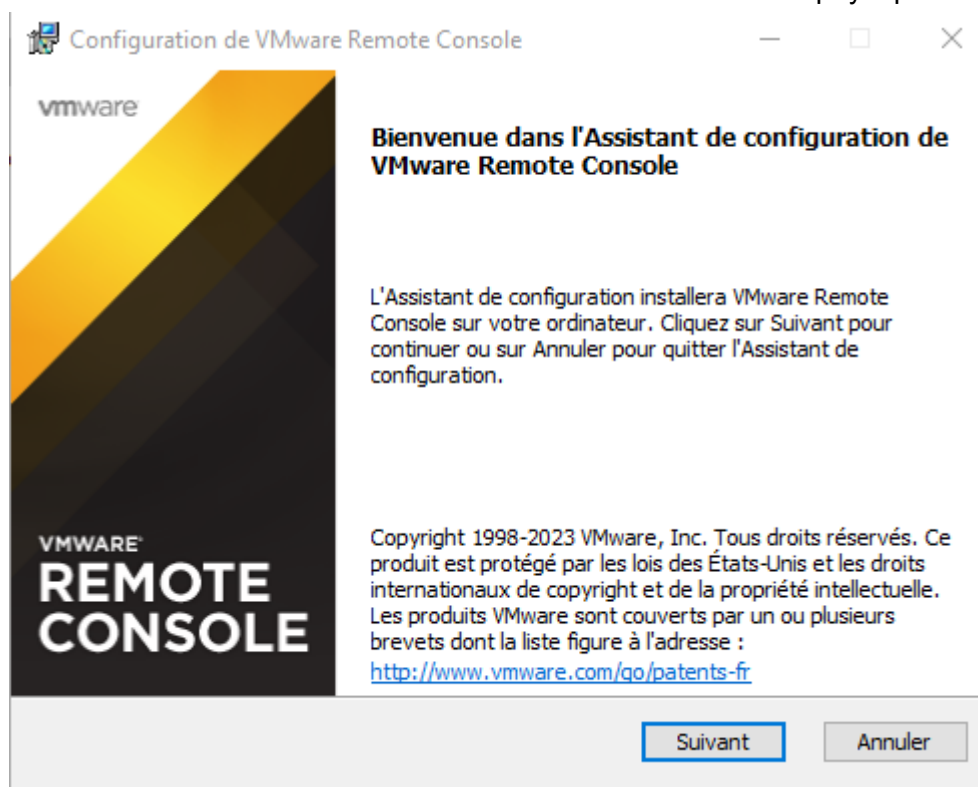 Configuration de VMware Remote Console
vmware
Bienvenue dans l'Assistant de configuration de
VMware Remote Console
L'Assistant de configuration installera VMware Remote
Console sur votre ordinateur. Cliquez sur Suivant pour
continuer ou sur Annuler pour quitter l'Assistant de
configuration.
VMWARE®
REMOTE
CONSOLE
Copyright 1998-2023 VMware, Inc. Tous droits réservés. Ce
produit est protégé par les lois des États-Unis et les droits
internationaux de copyright et de la propriété intellectuelle.
Les produits VMware sont couverts par un ou plusieurs
brevets dont la liste figure à l'adresse :
http://www.vmware.com/go/patents-fr
Suivant
Annuler